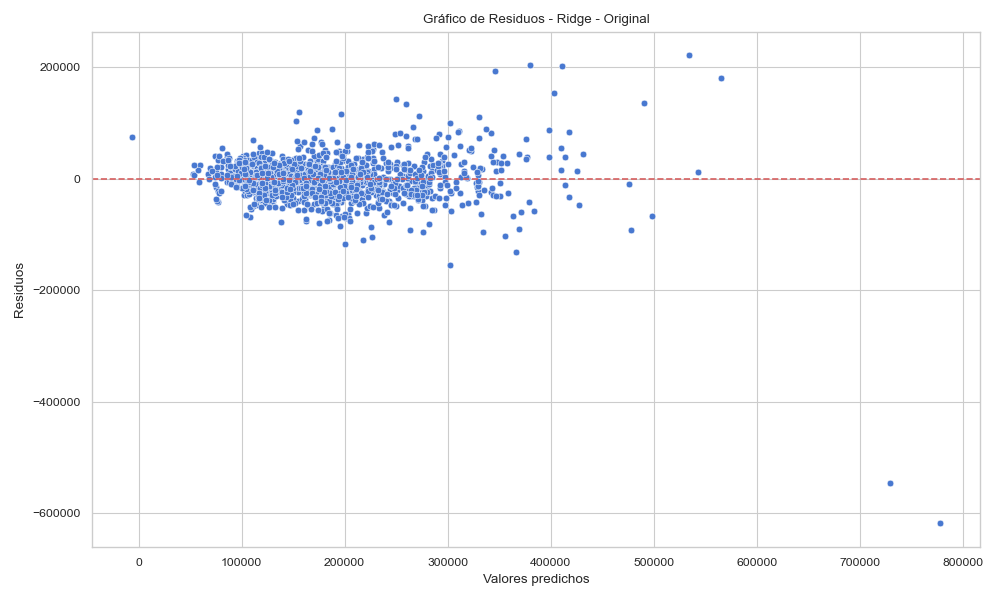 Gráfico de Residuos - Ridge - Original
Residuos
200000
0
−200000
−400000
−600000
0 100000 200000 300000 400000 500000 600000 700000 800000
Valores predichos